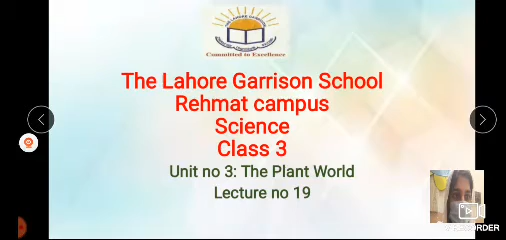 Committed to Excellence
The Lahore Garrison School
Rehmat campus
Science
Class 3
Unit no 3: The Plant World
Lecture no 19